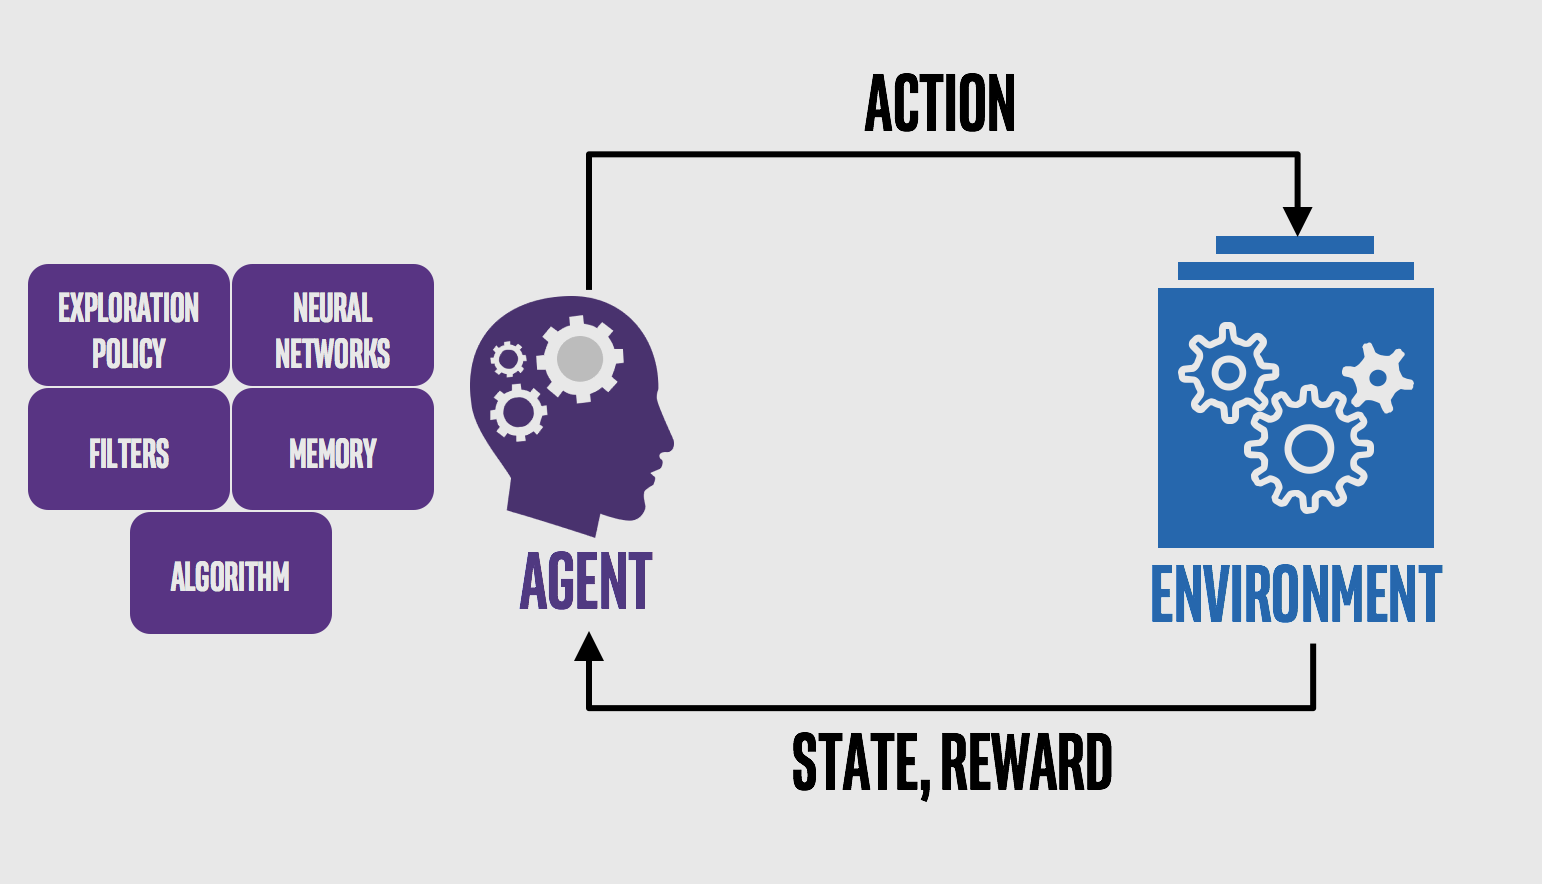 ACTION
EXPLORATION
POLICY
NEURAL
NETWORKS
FILTERS
MEMORY
ALGORITHM
AGENT
ENVIRONMENT
STATE, REWARD